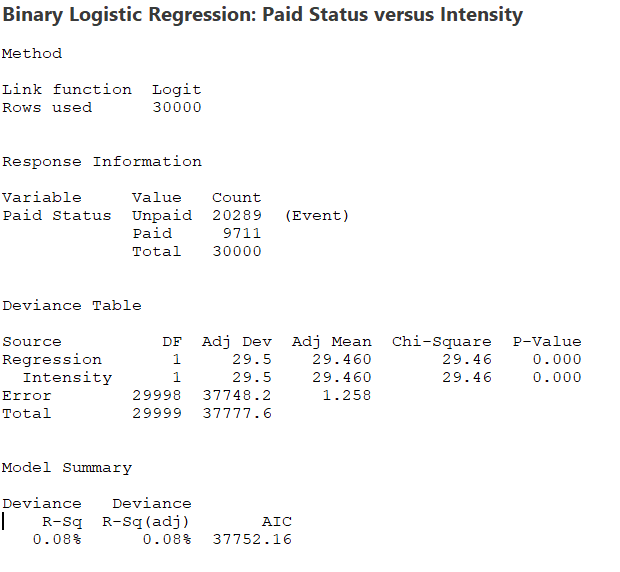 Binary Logistic Regression: Paid Status versus Intensity
Method
Link function  Logit
Rows used      30000
Response Information
Variable     Value    Count
Paid Status  Unpaid  20289  (Event)
             Paid     9711
             Total   30000
Deviance Table
Source         DF  Adj Dev  Adj Mean  Chi-Square  P-Value
Regression      1     29.5    29.460       29.46    0.000
  Intensity     1     29.5    29.460       29.46    0.000
Error       29998  37748.2     1.258
Total       29999  37777.6
Model Summary
Deviance   Deviance
    R-Sq  R-Sq(adj)       AIC
   0.08%      0.08%  37752.16